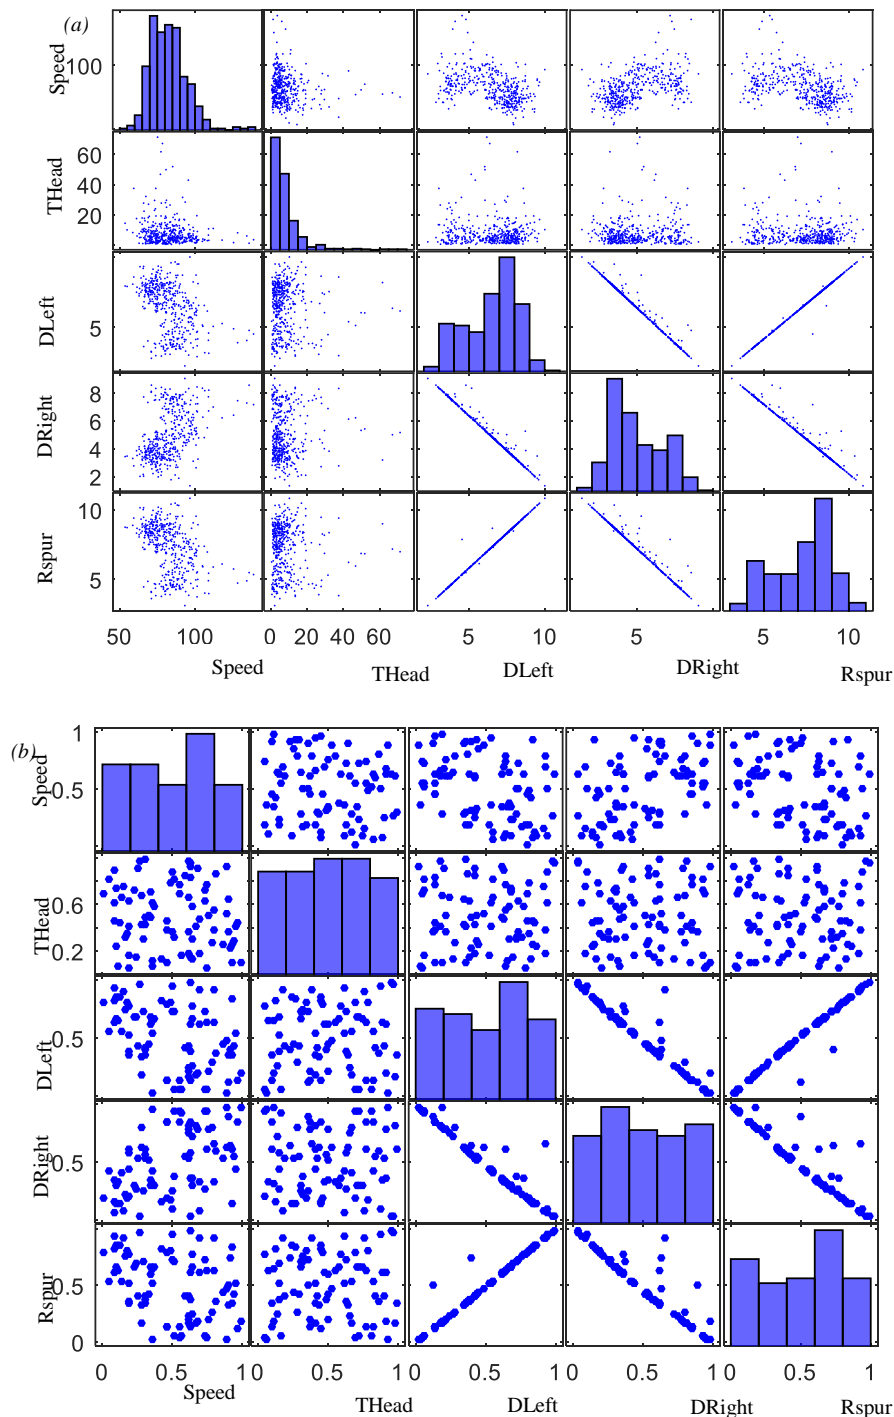 (a)
Speed
100
THead
60
40
20
DLeft
5
DRight
8
6
4
2
Rspur
10
5
50 100 0 20 40 60 5 10 5 5 10
Speed THead DLeft DRight Rspur
(b)
Speed
1
0.5
THead
0.6
0.2
DLeft
0.5
DRight
0.5
Rspur
0.5
0
0 0.5 1 0 0.5 1 0 0.5 1 0 0.5 1 0 0.5 1
Speed THead DLeft DRight Rspur